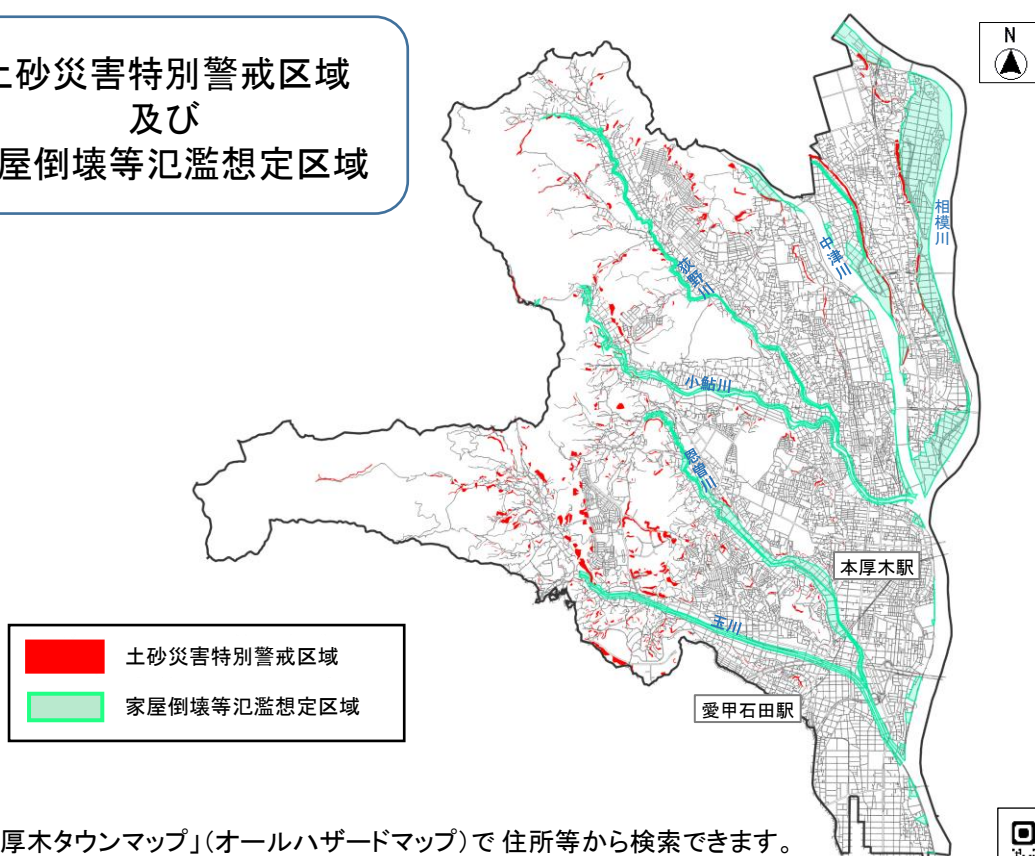 土砂災害特別警戒区域
及び
屋倒壊等氾濫想定区域
N
相模川
中津川
荻野川
小鮎川
恩曽川
玉川
本厚木駅
愛甲石田駅
土砂災害特別警戒区域
家屋倒壊等氾濫想定区域
厚木タウンマップ」(オールハザードマップ)で 住所等から検索できます。